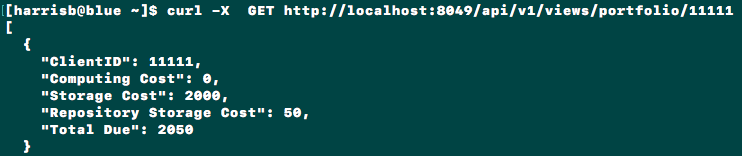 [harrisb@blue ~]$ curl -X  GET http://localhost:8049/api/v1/views/portfolio/11111
[
  {
    "ClientID": 11111,
    "Computing Cost": 0,
    "Storage Cost": 2000,
    "Repository Storage Cost": 50,
    "Total Due": 2050
  }